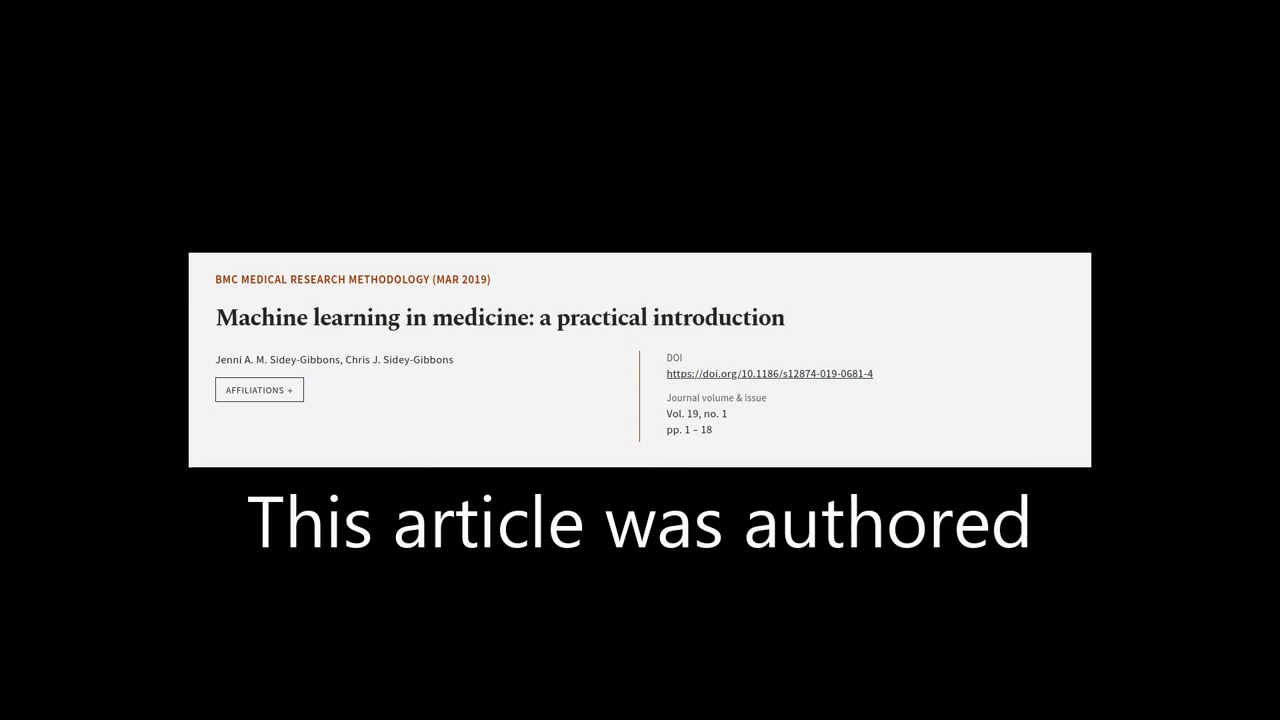 BMC MEDICAL RESEARCH METHODOLOGY (MAR 2019)
Machine learning in medicine: a practical introduction
Jenni A. M. Sidey-Gibbons, Chris J. Sidey-Gibbons
AFFILIATIONS +
DOI
https://doi.org/10.1186/s12874-019-0681-4
Journal volume & issue
Vol. 19, no. 1
pp. 1 – 18
This article was authored